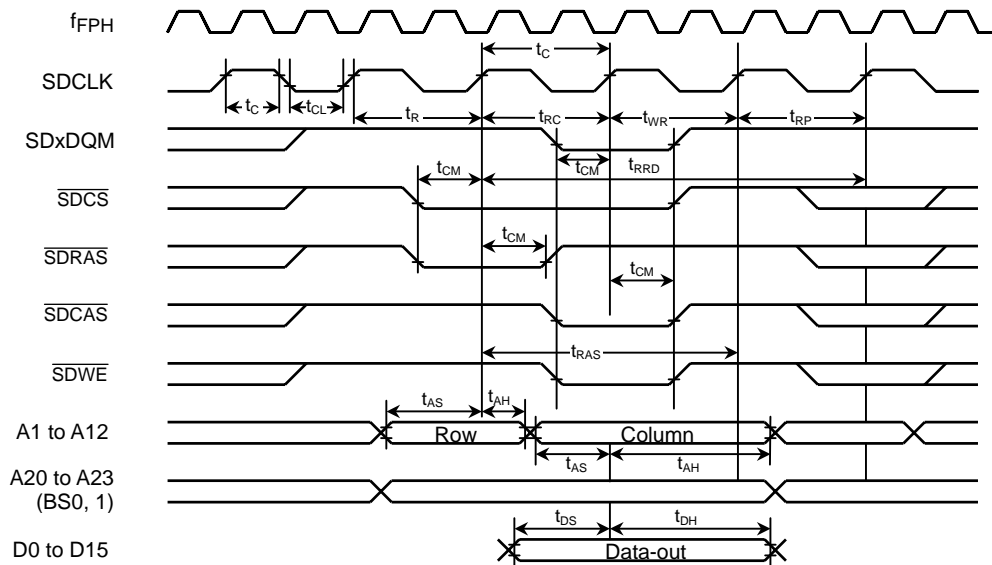 fFPH
tC
SDCLK
tC tCL tR tRC tWR tRP
SDxDQM
tCM tCM tRRD
SDCS
tCM
SDRAS
tCM
SDCAS
tRAS
SDWE
tAS tAH
A1 to A12 Row Column
tAS tAH
A20 to A23
(BS0, 1)
tDS tDH
D0 to D15 Data-out